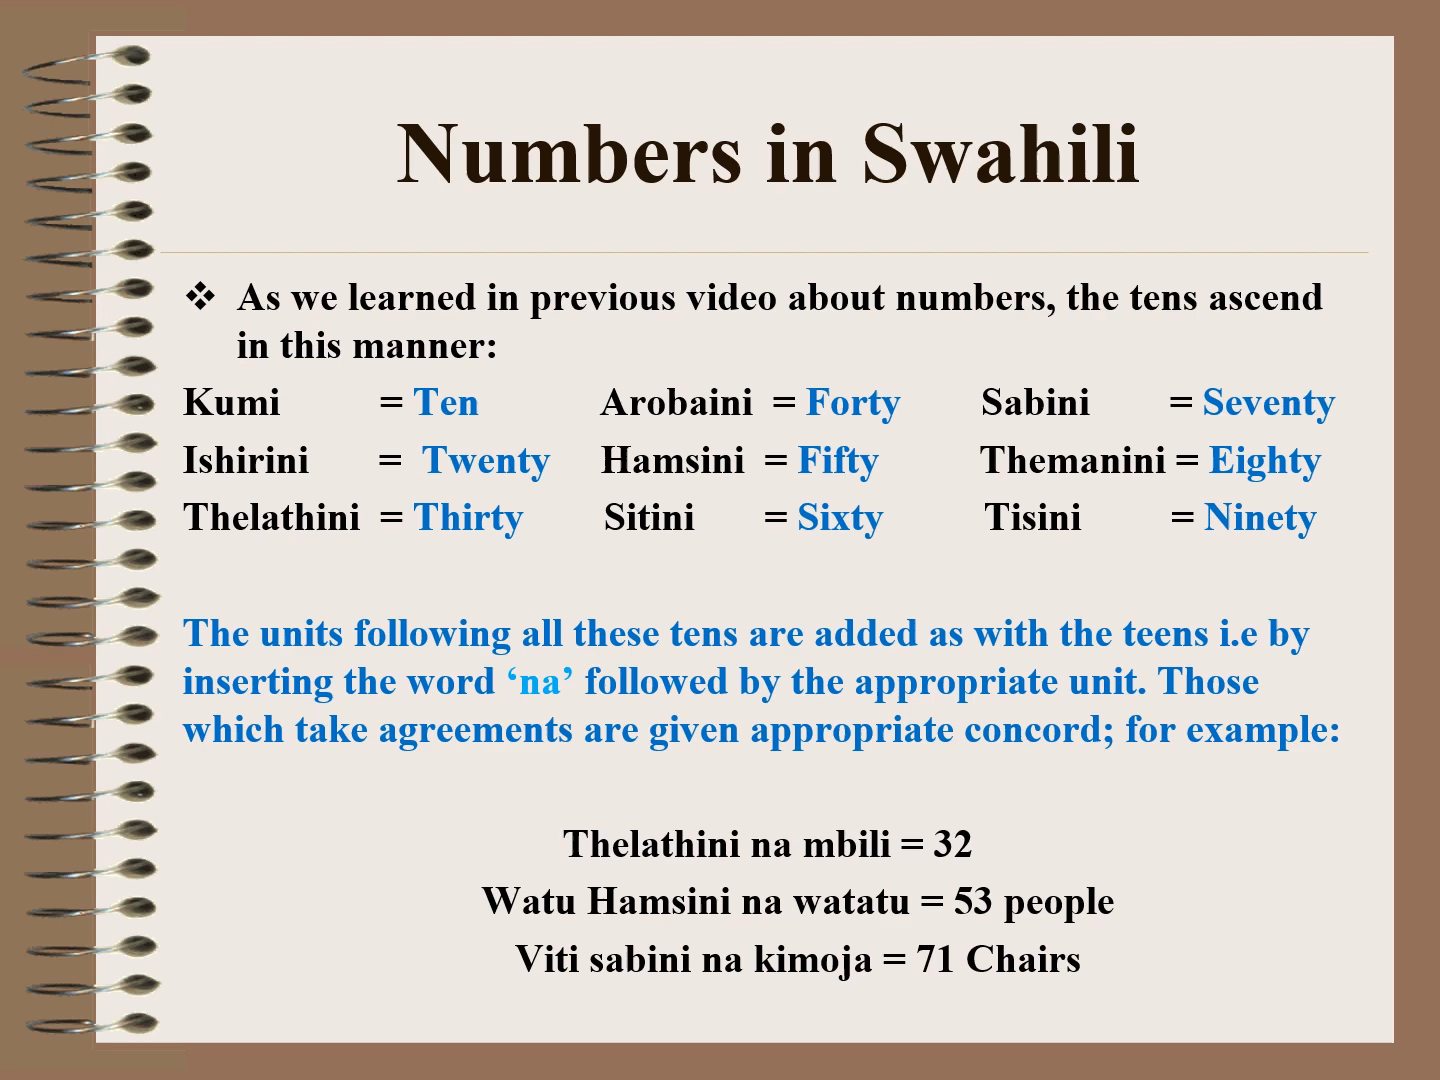 Numbers in Swahili
❖ As we learned in previous video about numbers, the tens ascend
in this manner:
Kumi = Ten Arobaini = Forty Sabini = Seventy
Ishirini = Twenty Hamsini = Fifty Themanini = Eighty
Thelathini = Thirty Sitini = Sixty Tisini = Ninety
The units following all these tens are added as with the teens i.e by
inserting the word ‘na’ followed by the appropriate unit. Those
which take agreements are given appropriate concord; for example:
Thelathini na mbili = 32
Watu Hamsini na watatu = 53 people
Viti sabini na kimoja = 71 Chairs